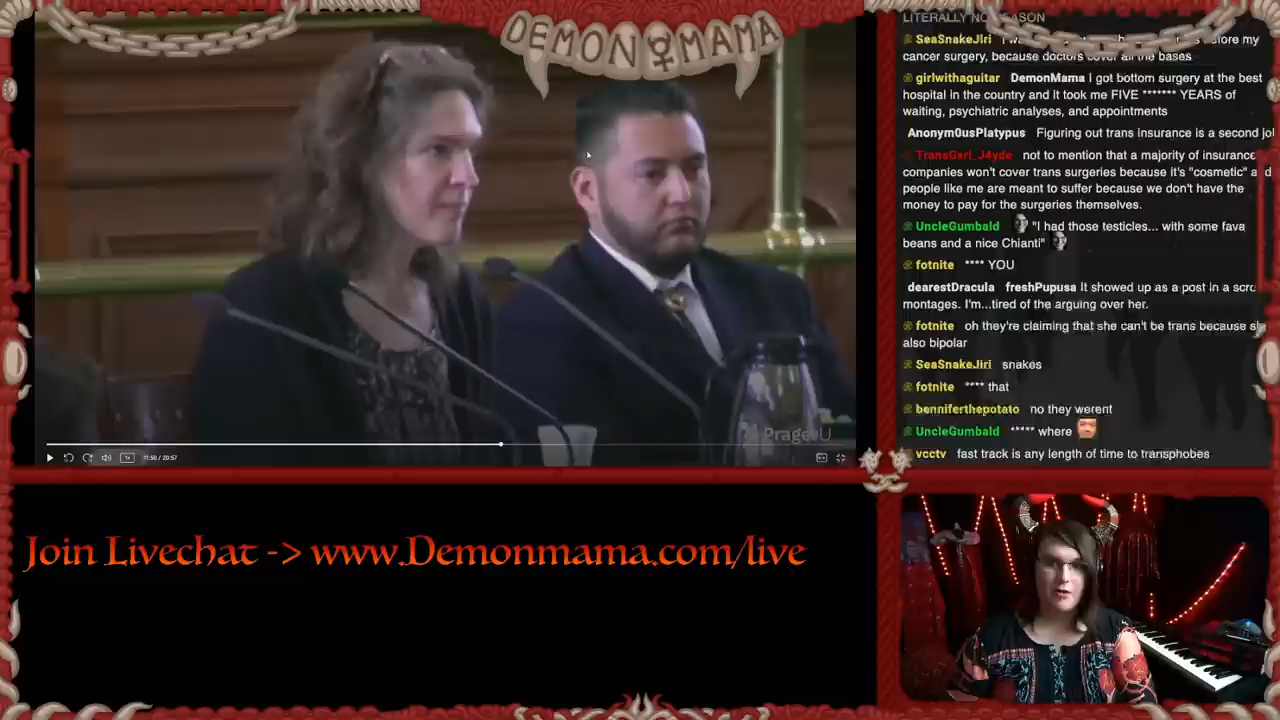 DEMON MAMA
PragerU
11:50 / 20:57
Join Livechat -> www.Demonmama.com/live
SeaSnakeJiri
cancer surgery, because doctors cover all the bases
girlwithaguitar DemonMama I got bottom surgery at the best
hospital in the country and it took me FIVE ******* YEARS of
waiting, psychiatric analyses, and appointments
Anonym0usPlatypus Figuring out trans insurance is a second
TransGxrl_J4yde not to mention that a majority of insurance
companies won't cover trans surgeries because it's "cosmetic"
people like me are meant to suffer because we don't have the
money to pay for the surgeries themselves.
UncleGumbald "I had those testicles... with some fava
beans and a nice Chianti"
fotnite **** YOU
dearestDracula freshPupusa It showed up as a post in a
montages. I'm...tired of the arguing over her.
fotnite oh they're claiming that she can't be trans because
also bipolar
SeaSnakeJiri snakes
fotnite **** that
benniferthepotato no they werent
UncleGumbald ***** where
vcctv fast track is any length of time to transphobes